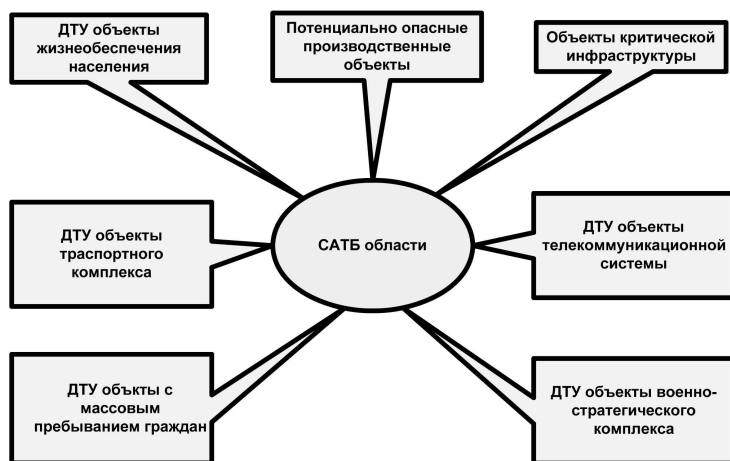 ДТУ объекты
жизнеобеспечения
населения
Потенциально опасные
производственные
объекты
Объекты критической
инфраструктуры
ДТУ объекты
траспортного
комплекса
САТБ области
ДТУ объекты
телекоммуникационной
системы
ДТУ объкты с
массовым
пребыванием граждан
ДТУ объекты военно-
стратегического
комплекса